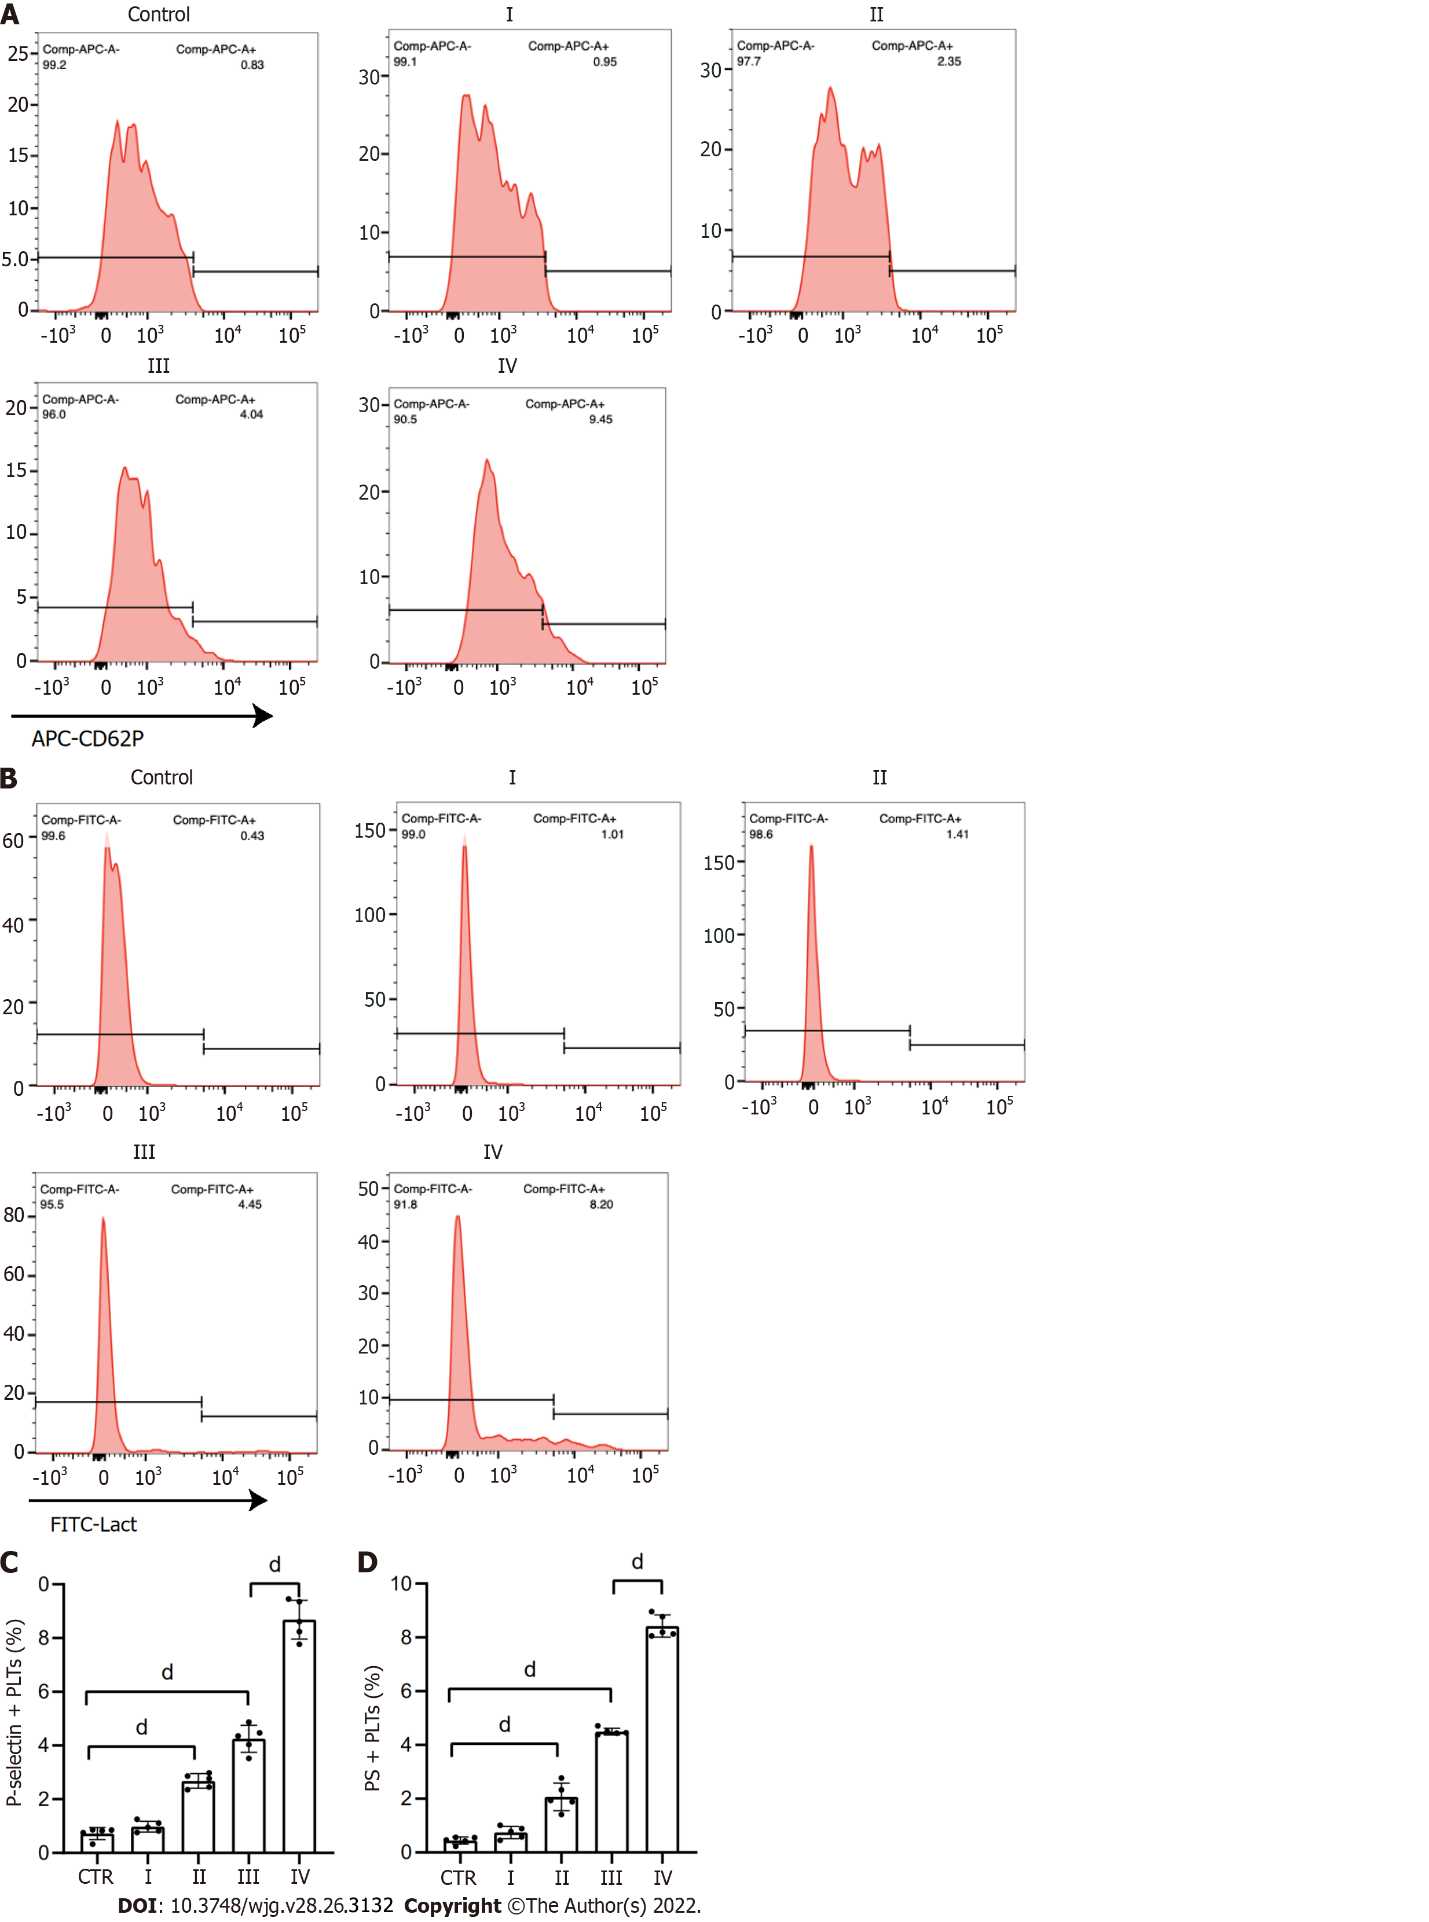 A
Control
I
II
Comp-APC-A-
99.2
Comp-APC-A+
0.83
25
20
15
10
5.0
0
-10³ 0 10³ 10⁴ 10⁵
Comp-APC-A-
99.1
Comp-APC-A+
0.95
30
20
10
0
-10³ 0 10³ 10⁴ 10⁵
Comp-APC-A-
97.7
Comp-APC-A+
2.35
30
20
10
0
-10³ 0 10³ 10⁴ 10⁵
III
IV
Comp-APC-A-
96.0
Comp-APC-A+
4.04
20
15
10
5
0
-10³ 0 10³ 10⁴ 10⁵
Comp-APC-A-
90.5
Comp-APC-A+
9.45
30
20
10
0
-10³ 0 10³ 10⁴ 10⁵
APC-CD62P
B
Control
I
II
Comp-FITC-A-
99.6
Comp-FITC-A+
0.43
60
40
20
0
-10³ 0 10³ 10⁴ 10⁵
Comp-FITC-A-
99.0
Comp-FITC-A+
1.01
150
100
50
0
-10³ 0 10³ 10⁴ 10⁵
Comp-FITC-A-
98.6
Comp-FITC-A+
1.41
150
100
50
0
-10³ 0 10³ 10⁴ 10⁵
III
IV
Comp-FITC-A-
95.5
Comp-FITC-A+
4.45
80
60
40
20
0
-10³ 0 10³ 10⁴ 10⁵
Comp-FITC-A-
91.8
Comp-FITC-A+
8.20
50
40
30
20
10
0
-10³ 0 10³ 10⁴ 10⁵
FITC-Lact
C
P-selectin + PLTs (%)
0
8
6
4
2
0
d
d
d
CTR I II III IV
D
PS + PLTs (%)
10
8
6
4
2
0
d
d
d
CTR I II III IV
DOI: 10.3748/wjg.v28.26.3132 Copyright ©The Author(s) 2022.